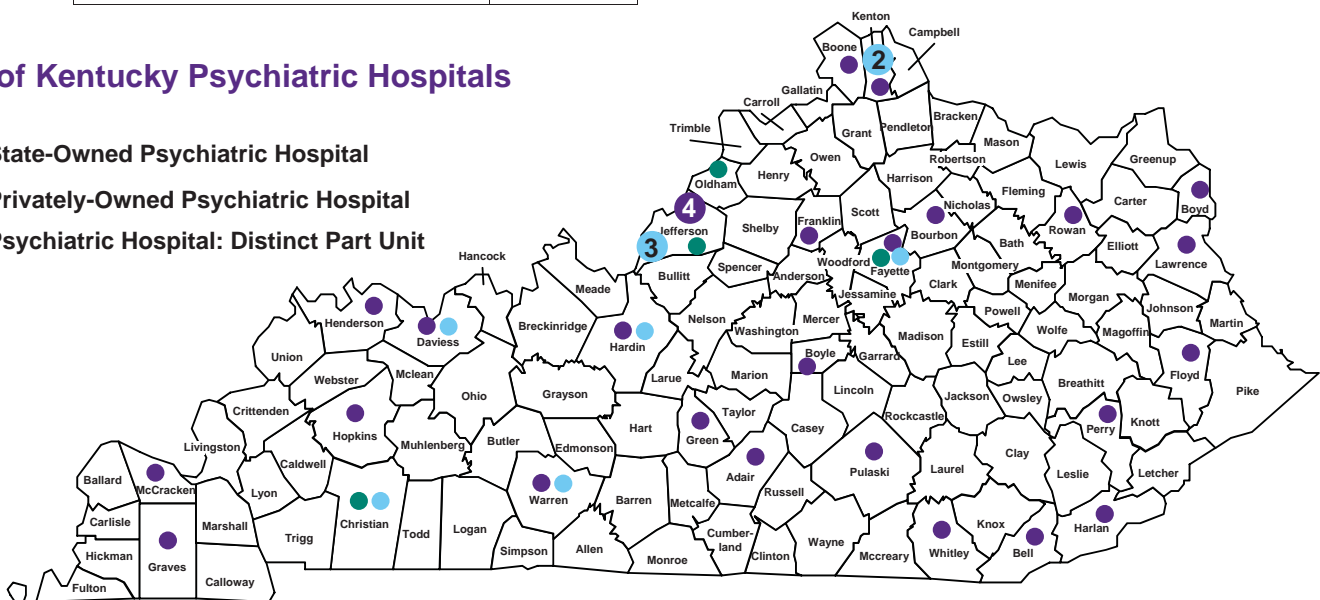 Kenton
Campbell
Boone
2
of Kentucky Psychiatric Hospitals
Gallatin
Carroll
Trimble
Grant
Pendleton
Bracken
Mason
State-Owned Psychiatric Hospital
Owen
Robertson
Lewis
Greenup
Henry
Oldham
Harrison
Fleming
Privately-Owned Psychiatric Hospital
4
Nicholas
Carter
Boyd
Scott
Shelby
Franklin
Jefferson
Rowan
Bourbon
Psychiatric Hospital: Distinct Part Unit
3
Bath
Elliott
Hancock
Woodford
Fayette
Montgomery
Lawrence
Spencer
Bullitt
Anderson
Meade
Jessamine
Clark
Menifee
Morgan
Johnson
Henderson
Breckinridge
Nelson
Washington
Mercer
Powell
Martin
Daviess
Hardin
Madison
Estill
Wolfe
Magoffin
Union
Boyle
Garrard
Lee
Webster
Mclean
Larue
Marion
Floyd
Breathitt
Pike
Ohio
Grayson
Lincoln
Jackson
Owsley
Crittenden
Taylor
Rockcastle
Hopkins
Hart
Casey
Perry
Knott
Livingston
Muhlenberg
Butler
Edmonson
Green
Caldwell
Clay
Ballard
McCracken
Lyon
Adair
Pulaski
Laurel
Leslie
Letcher
Warren
Barren
Metcalfe
Russell
Carlisle
Marshall
Christian
Todd
Logan
Knox
Harlan
Hickman
Trigg
Simpson
Allen
Cumber-
land
Wayne
Whitley
Bell
Graves
Monroe
Clinton
Mccreary
Fulton
Calloway